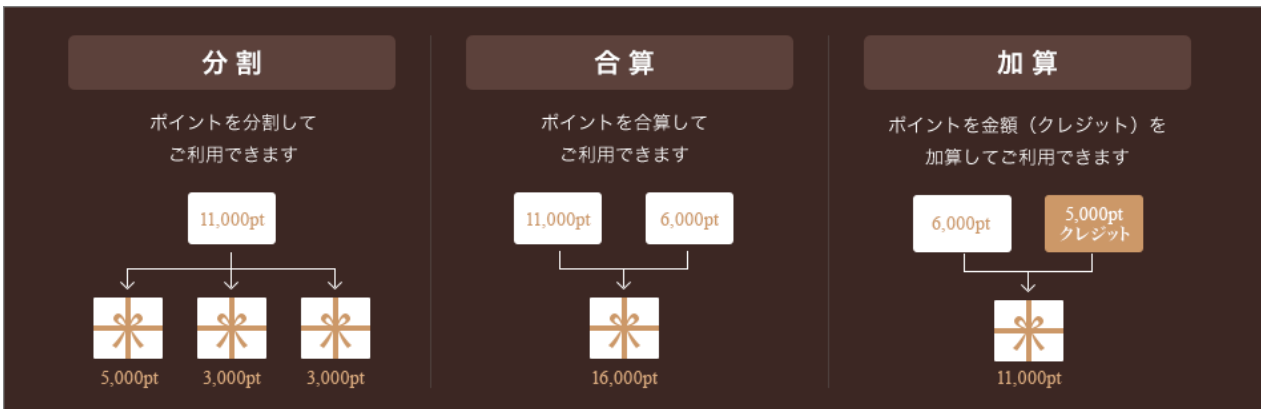 分割
ポイントを分割して
ご利用できます
11,000pt
5,000pt
3,000pt
3,000pt
合算
ポイントを合算して
ご利用できます
11,000pt
6,000pt
16,000pt
加算
ポイントを金額（クレジット）を
加算してご利用できます
6,000pt
5,000pt
クレジット
11,000pt